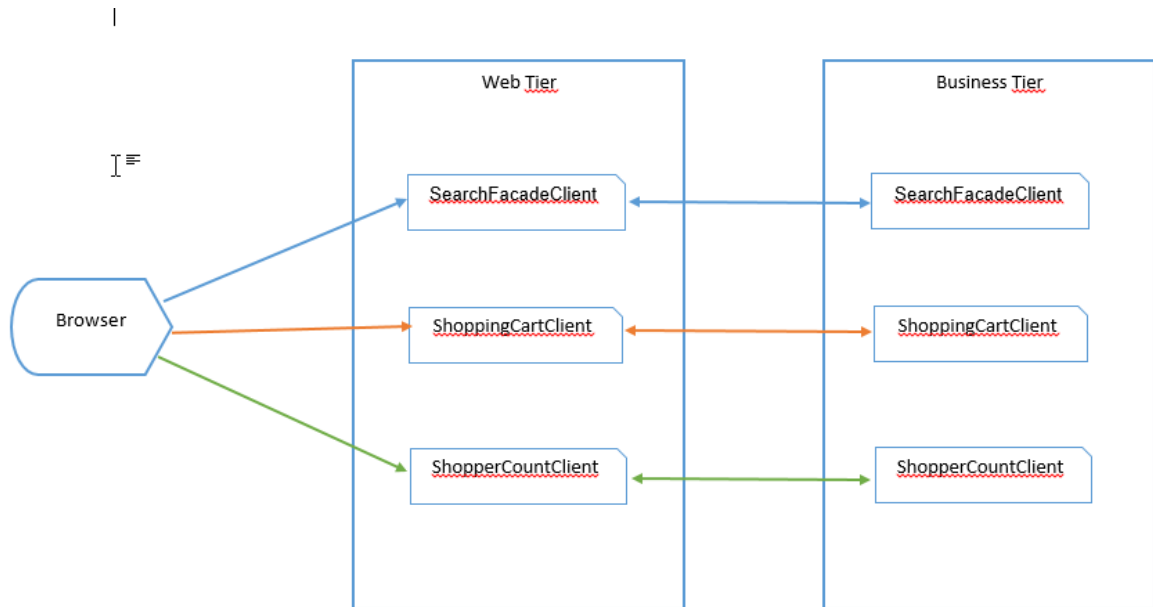 Web Tier
Business Tier
SearchFacadeClient
SearchFacadeClient
Browser
ShoppingCartClient
ShoppingCartClient
ShopperCountClient
ShopperCountClient